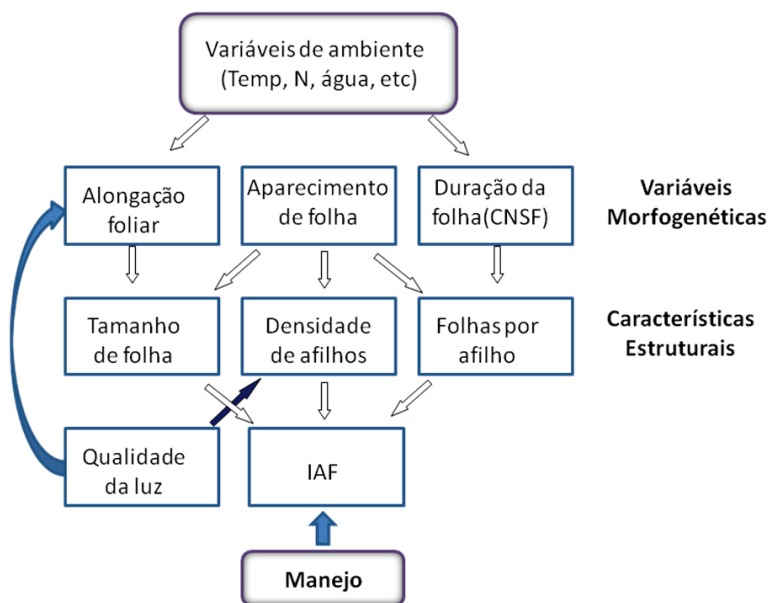 Variáveis de ambiente
(Temp, N, água, etc)
Alongação
foliar
Aparecimento
de folha
Duração da
folha(CNSF)
Variáveis
Morfogenéticas
Tamanho
de folha
Densidade
de afilhos
Folhas por
afilho
Características
Estruturais
Qualidade
da luz
IAF
Manejo